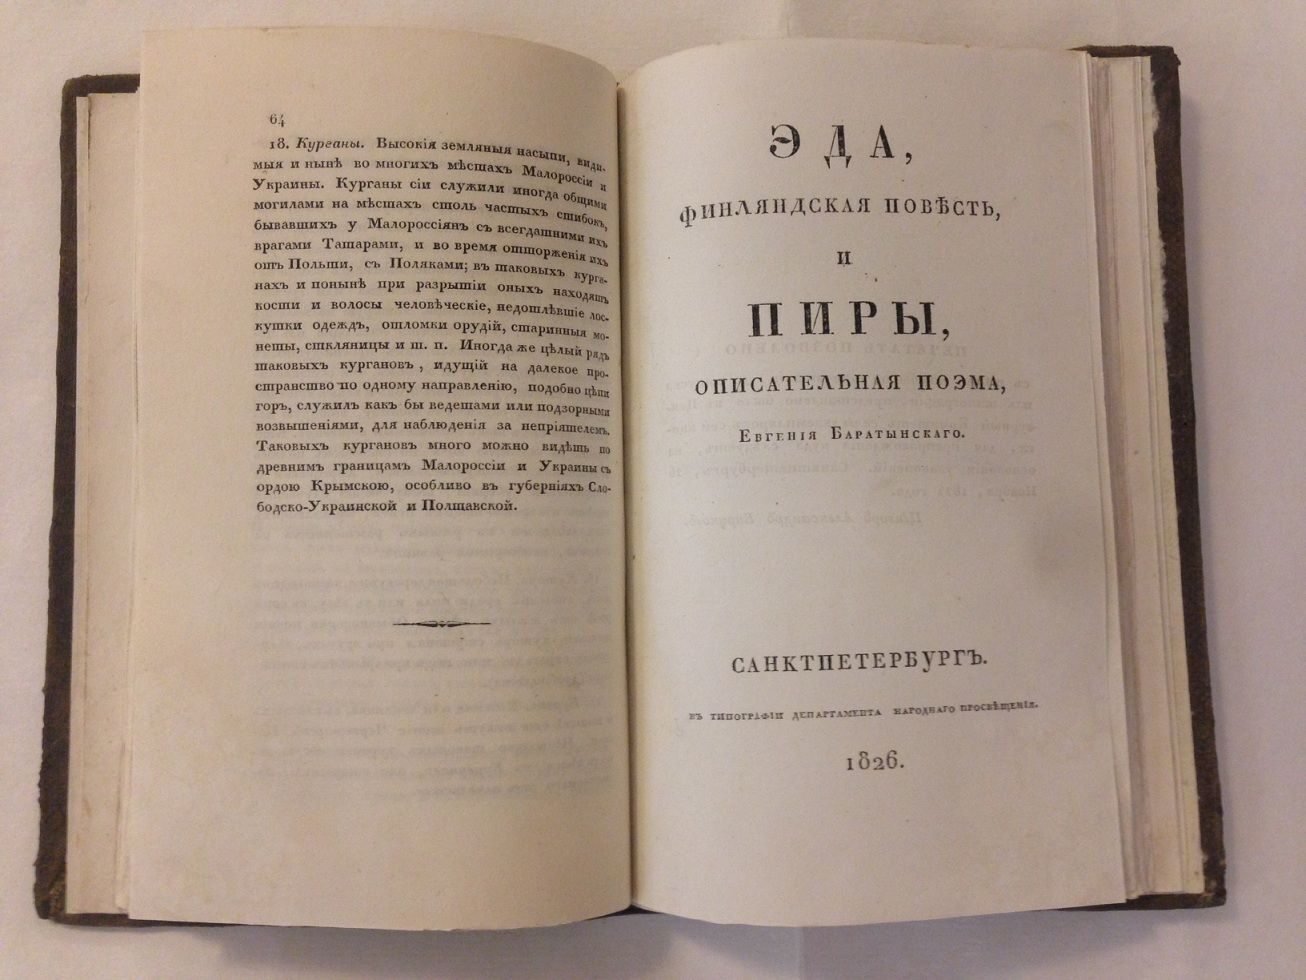 64
18. Курганы. Высокія земляныя насыпи, види-
мыя и нынѣ во многихъ мѣстахъ Малороссіи и
Украины. Курганы сіи служили иногда общими
могилами на мѣстахъ столь частыхъ сшибокъ,
бывавшихъ у Малороссіянъ съ всегдашними ихъ
врагами Татарами, и во время отторженія ихъ
отъ Польши, съ Поляками; въ таковыхъ курга-
нахъ и понынѣ при разрытіи оныхъ находятъ
кости и волосы человѣческіе, недотлѣвшіе лос-
кутки одеждъ, отломки орудій, старинныя мо-
неты, сткляницы и т. п. Иногда же цѣлый рядъ
таковыхъ кургановъ, идущій на далекое про-
странство по одному направленію, подобно цѣпи
горъ, служилъ какъ бы ведетами или подзорными
возвышеніями, для наблюденія за непріятелемъ.
Таковыхъ кургановъ много можно видѣть по
древнимъ границамъ Малороссіи и Украины съ
ордою Крымскою, особливо въ губерніяхъ Сло-
бодско-Украинской и Полтавской.
ЭДА,
ФИНЛЯНДСКАЯ ПОВѢСТЬ,
И
ПИРЫ,
ОПИСАТЕЛЬНАЯ ПОЭМА,
Евгенія Баратынскаго.
САНКТПЕТЕРБУРГЪ.
ВЪ ТИПОГРАФІИ ДЕПАРТАМЕНТА НАРОДНАГО ПРОСВѢЩЕНІЯ.
1826.